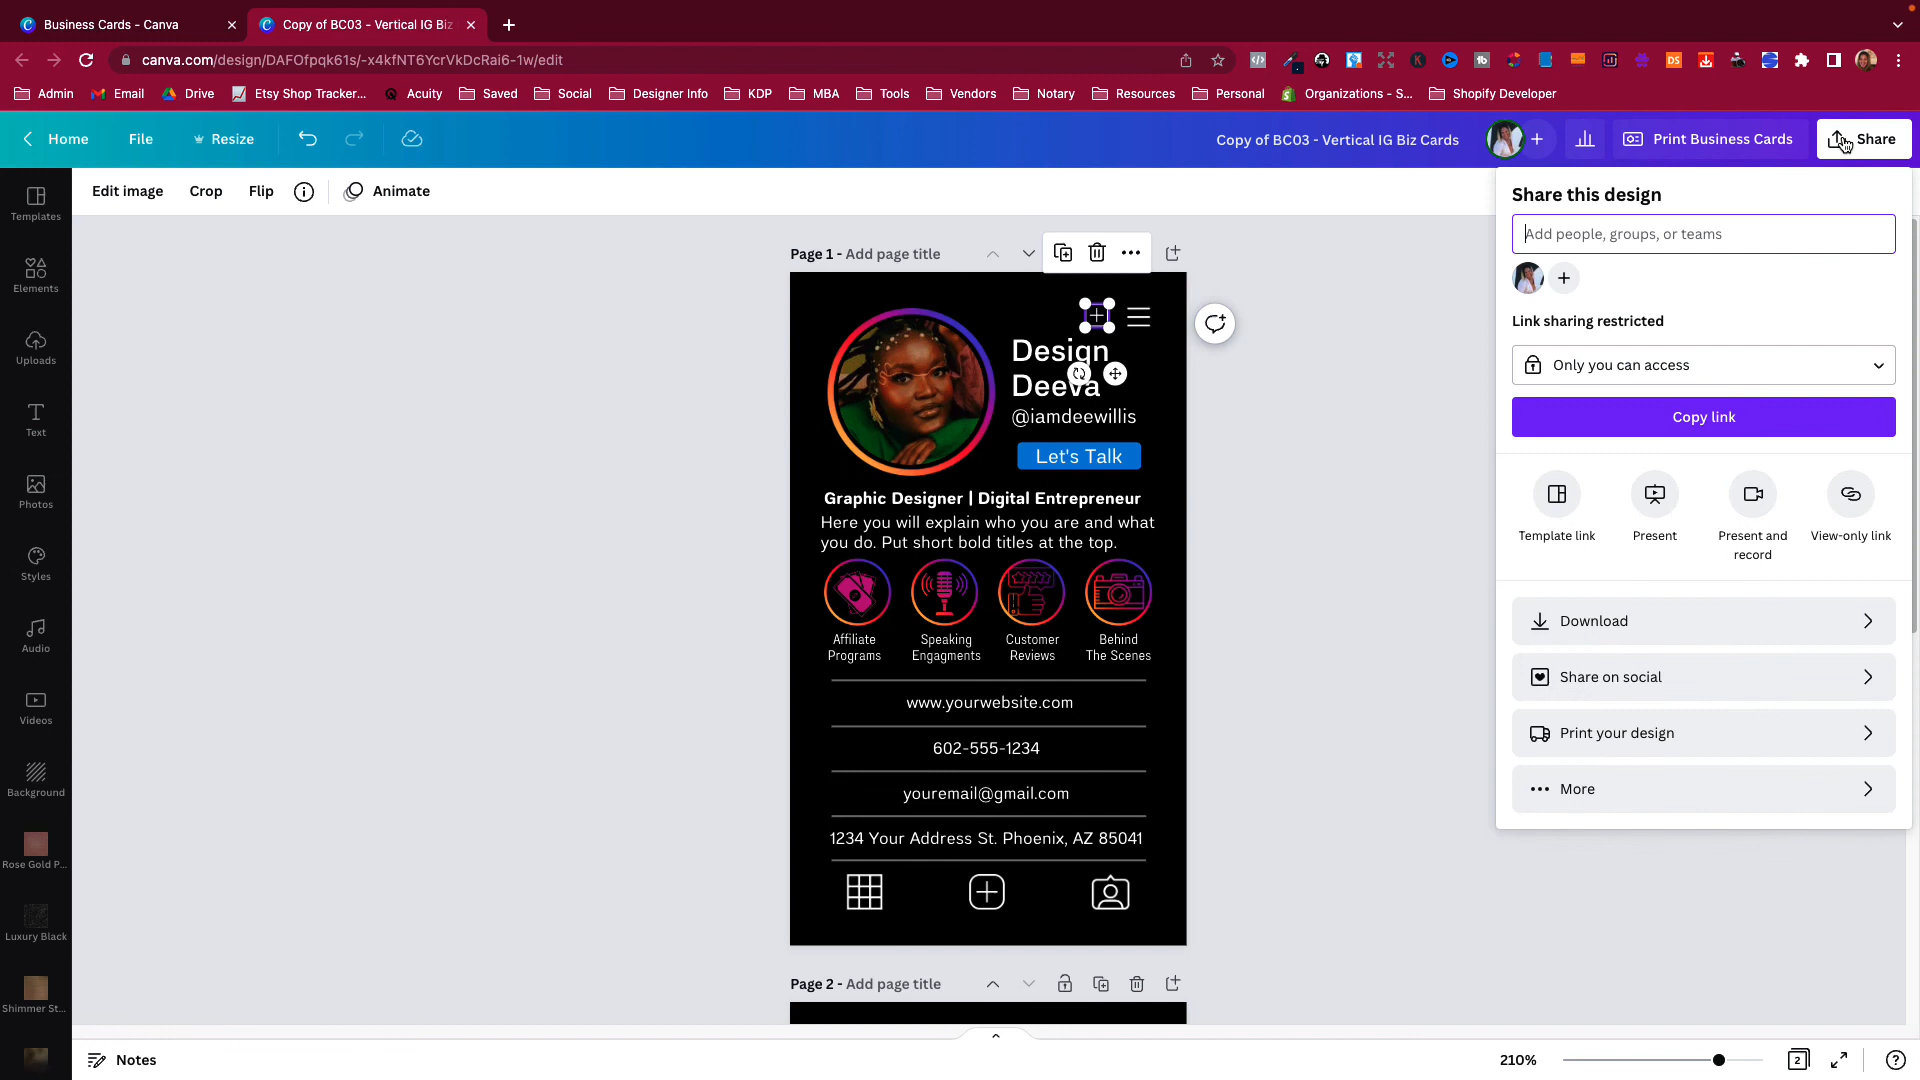 Business Cards - Canva
Copy of BC03 - Vertical IG Biz
canva.com/design/DAFOfpqk61s/-x4kfNT6YcrVkDcRai6-1w/edit
Admin
Email
Drive
Etsy Shop Tracker...
Acuity
Saved
Social
Designer Info
KDP
MBA
Tools
Vendors
Notary
Resources
Personal
Organizations - S...
Shopify Developer
Home
File
Resize
Copy of BC03 - Vertical IG Biz Cards
Print Business Cards
Share
Edit image
Crop
Flip
Animate
Templates
Elements
Uploads
Text
Photos
Styles
Audio
Videos
Background
Rose Gold P...
Luxury Black
Shimmer St...
Page 1 - Add page title
Design
Deeva
@iamdeewillis
Let's Talk
Graphic Designer | Digital Entrepreneur
Here you will explain who you are and what
you do. Put short bold titles at the top.
Affiliate
Programs
Speaking
Engagments
Customer
Reviews
Behind
The Scenes
www.yourwebsite.com
602-555-1234
youremail@gmail.com
1234 Your Address St. Phoenix, AZ 85041
Page 2 - Add page title
Share this design
Add people, groups, or teams
Link sharing restricted
Only you can access
Copy link
Template link
Present
Present and
record
View-only link
Download
Share on social
Print your design
More
Notes
210%
2